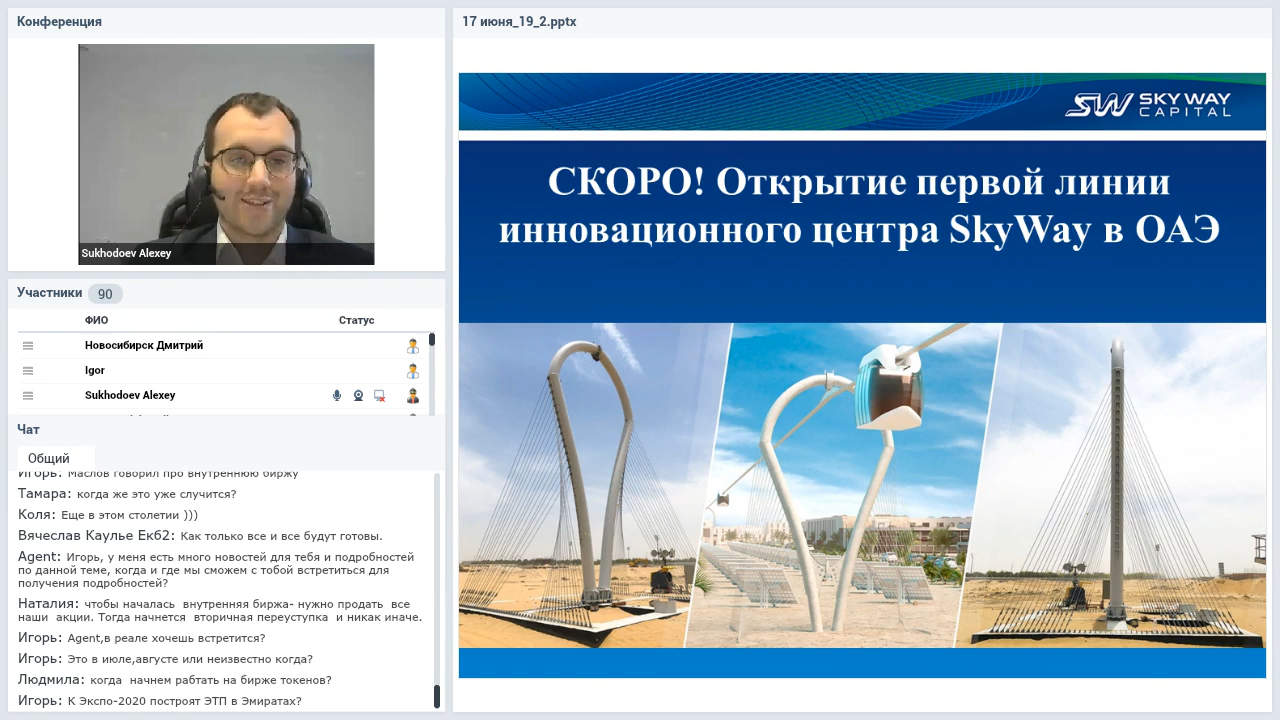 Конференция
Sukhodoev Alexey
Участники 90
ФИО Статус
Новосибирск Дмитрий
Igor
Sukhodoev Alexey
Чат
Общий
Игорь: Маслов говорил про внутреннюю биржу
Тамара: когда же это уже случится?
Коля: Еще в этом столетии )))
Вячеслав Каулье Екб2: Как только все и все будут готовы.
Agent: Игорь, у меня есть много новостей для тебя и подробностей
по данной теме, когда и где мы сможем с тобой встретиться для
получения подробностей?
Наталия: чтобы началась внутренняя биржа- нужно продать все
наши акции. Тогда начнется вторичная переуступка и никак иначе.
Игорь: Agent,в реале хочешь встретится?
Игорь: Это в июле,августе или неизвестно когда?
Людмила: когда начнем рабтать на бирже токенов?
Игорь: К Экспо-2020 построят ЭТП в Эмиратах?
17 июня_19_2.pptx
SW SKY WAY
CAPITAL
СКОРО! Открытие первой линии
инновационного центра SkyWay в ОАЭ